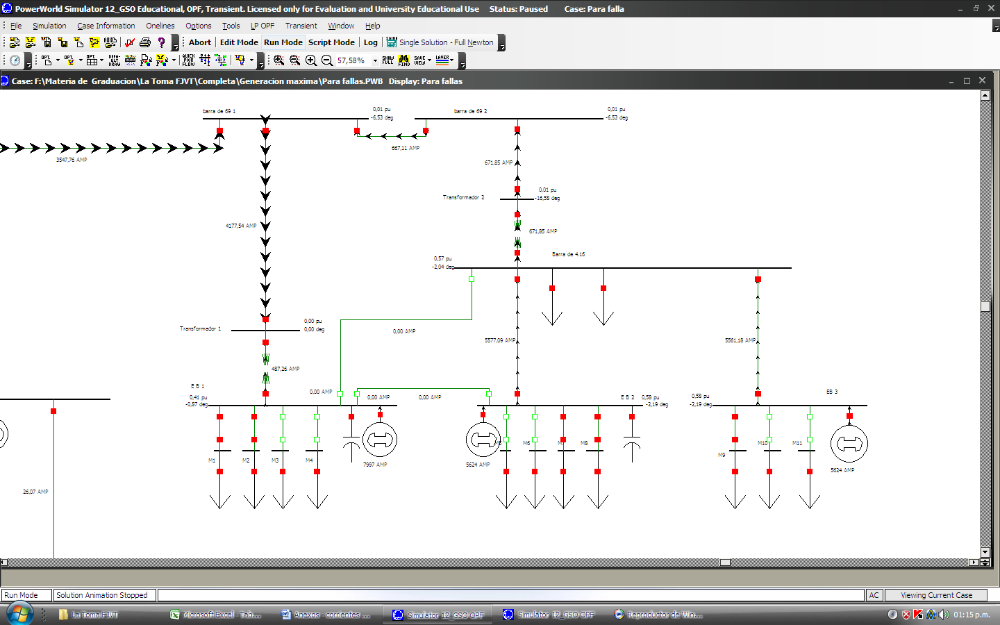 PowerWorld Simulator 12_GSO Educational, OPF, Transient. Licensed only for Evaluation and University Educational Use    Status: Paused    Case: Para falla
File  Simulation  Case Information  Onelines  Options  Tools  LP OPF  Transient  Window  Help
Abort  Edit Mode  Run Mode  Script Mode  Log  Single Solution - Full Newton
57,58%
Case: F:\Materia de Graduacion\La Toma FJVT\Completa\Generacion maxima\Para fallas.PWB   Display: Para fallas
barra de 69 1
0,01 pu
-6,53 deg
barra de 69 2
0,01 pu
-6,53 deg
3547,76 AMP
667,11 AMP
671,85 AMP
Transformador 2
0,01 pu
-16,58 deg
4177,54 AMP
671,85 AMP
0,57 pu
-2,04 deg
Barra de 4,16
Transformador 1
0,00 pu
0,00 deg
0,00 AMP
5577,09 AMP
5561,18 AMP
487,26 AMP
E B 1
0,41 pu
-0,87 deg
0,00 AMP
0,00 AMP
0,00 AMP
E B 2
0,58 pu
-2,19 deg
0,58 pu
-2,19 deg
EB 3
M1
M2
M3
M4
7997 AMP
5624 AMP
M6
M8
M9
M10
M11
5624 AMP
26,07 AMP
Run Mode
Solution Animation Stopped
AC
Viewing Current Case
La Toma FJVT
Microsoft Excel - Tab...
Anexos - corrientes ...
Simulator 12_GSO OPF
Simulator 12_GSO OPF
Reproductor de Win...
01:15 p.m.